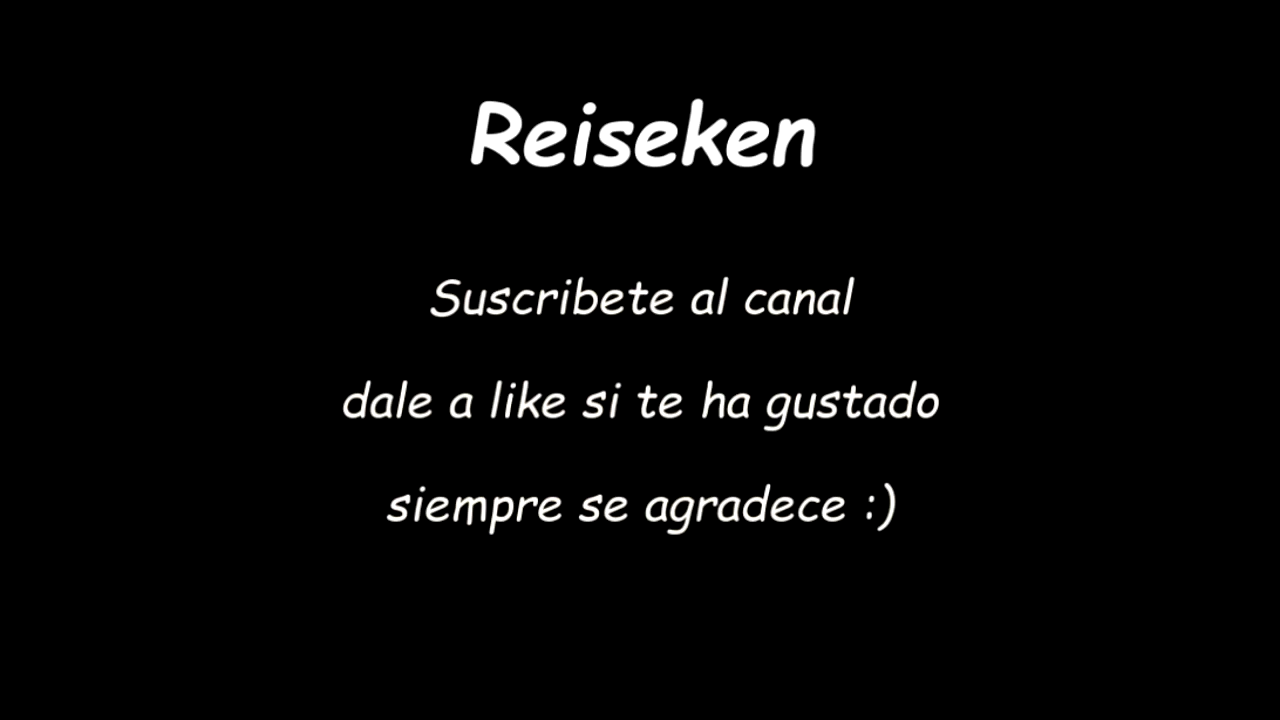 Reiseken
Suscribete al canal
dale a like si te ha gustado
siempre se agradece :)